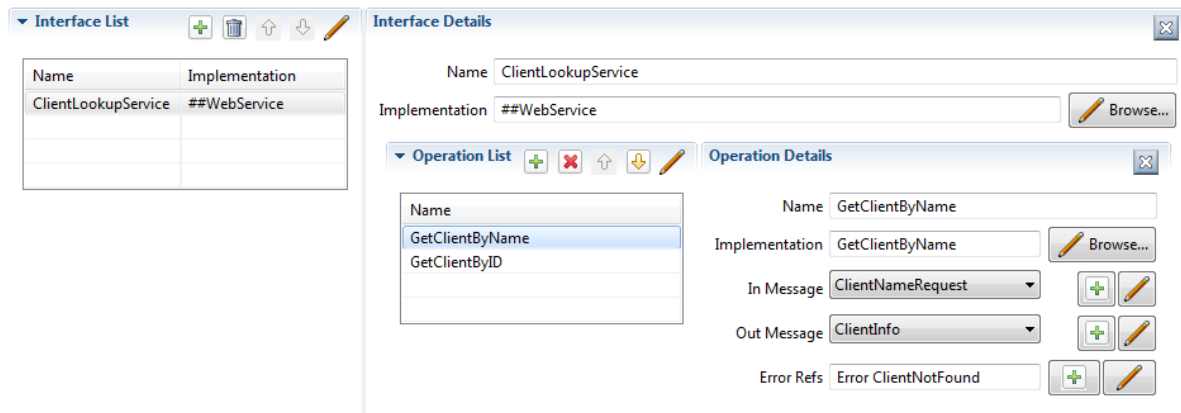 Interface List
Name Implementation
ClientLookupService ##WebService
Interface Details
Name ClientLookupService
Implementation ##WebService Browse...
Operation List
Name
GetClientByName
GetClientByID
Operation Details
Name GetClientByName
Implementation GetClientByName Browse...
In Message ClientNameRequest
Out Message ClientInfo
Error Refs Error ClientNotFound